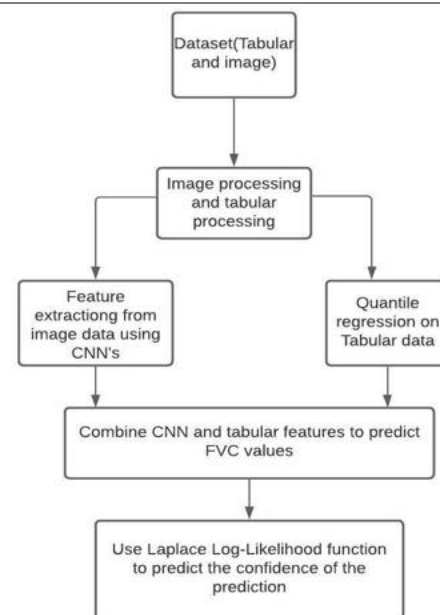 Dataset(Tabular
and image)
Image processing
and tabular
processing
Feature
extractiong from
image data using
CNN's
Quantile
regression on
Tabular data
Combine CNN and tabular features to predict
FVC values
Use Laplace Log-Likelihood function
to predict the confidence of the
prediction